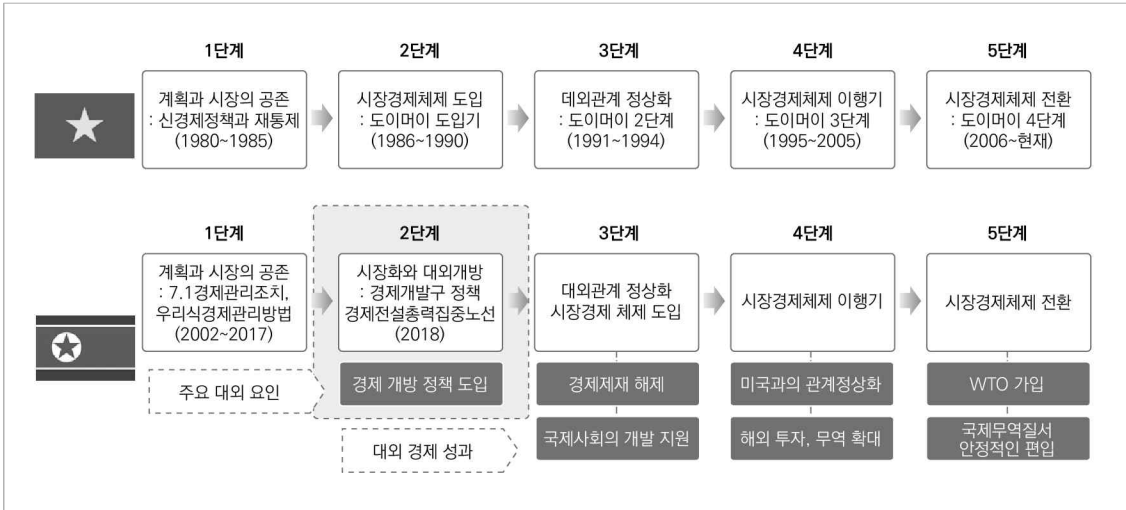 1단계
2단계
3단계
4단계
5단계
계획과 시장의 공존
: 신경제정책과 재통제
(1980~1985)
시장경제체제 도입
: 도이머이 도입기
(1986~1990)
데외관계 정상화
: 도이머이 2단계
(1991~1994)
시장경제체제 이행기
: 도이머이 3단계
(1995~2005)
시장경제체제 전환
: 도이머이 4단계
(2006~현재)
1단계
2단계
3단계
4단계
5단계
계획과 시장의 공존
: 7.1경제관리조치,
우리식경제관리방법
(2002~2017)
시장화와 대외개방
: 경제개발구 정책
경제전설총력집중노선
(2018)
대외관계 정상화
시장경제 체제 도입
시장경제체제 이행기
시장경제체제 전환
주요 대외 요인
경제 개방 정책 도입
경제제재 해제
미국과의 관계정상화
WTO 가입
대외 경제 성과
국제사회의 개발 지원
해외 투자, 무역 확대
국제무역질서
안정적인 편입